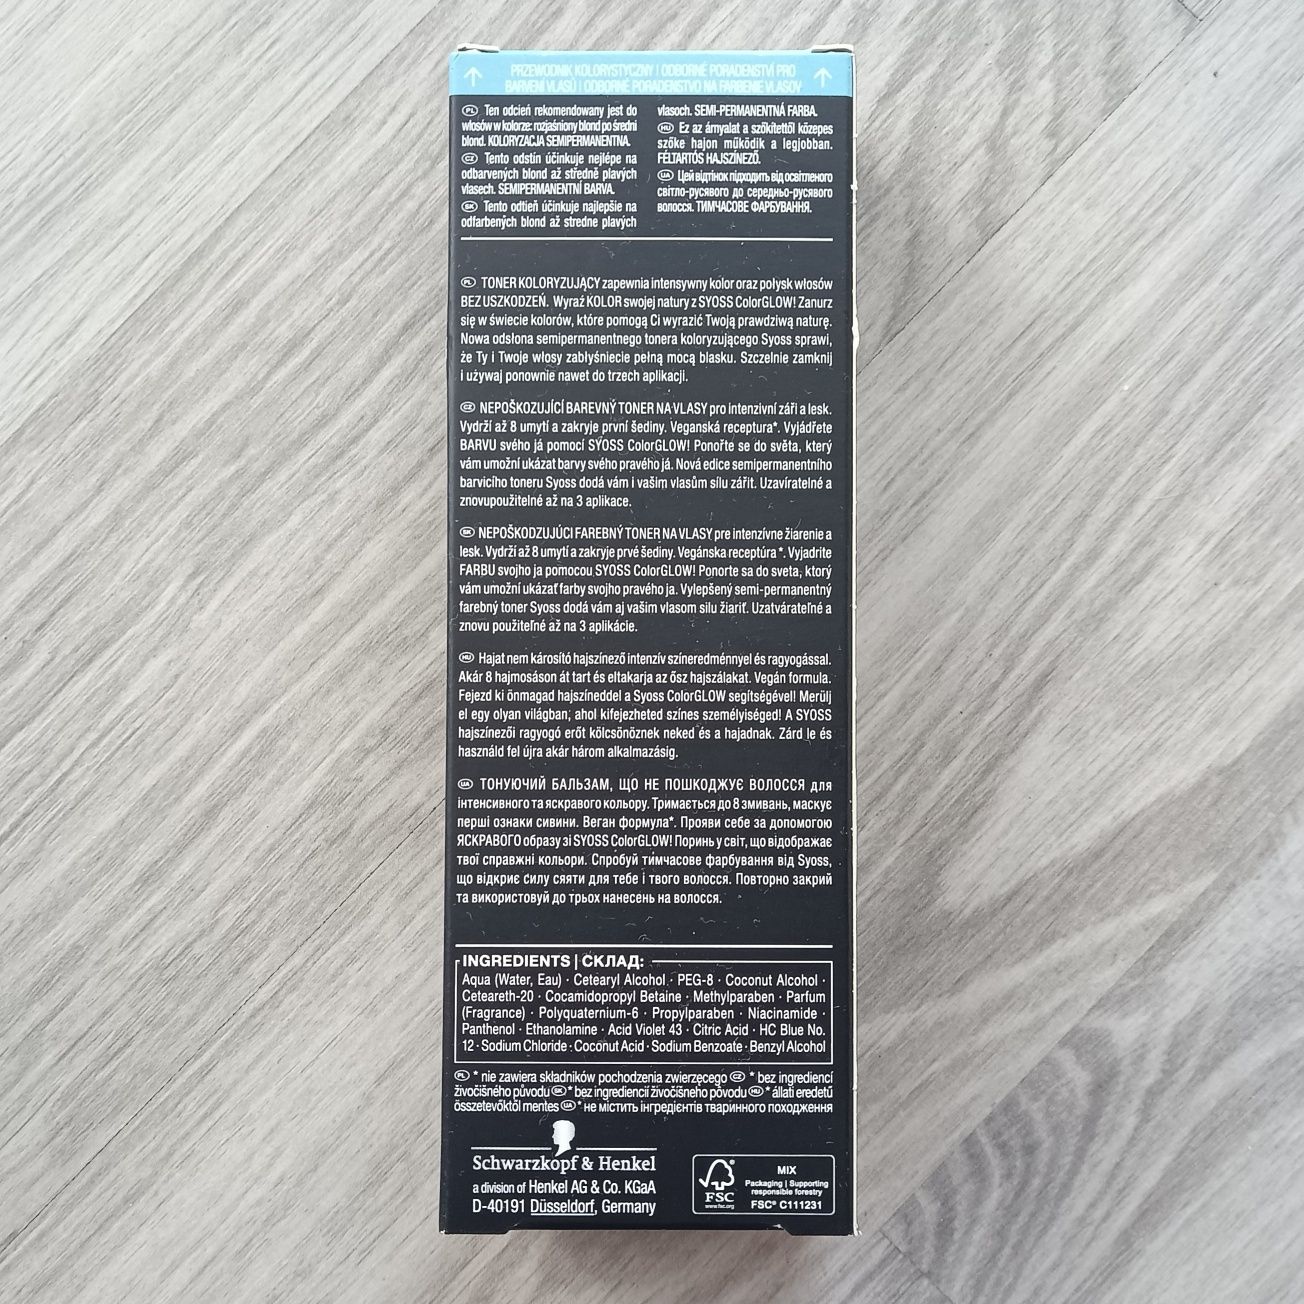 PRZEWODNIK KOLORYSTYCZNY | ODBORNÉ PORADENSTVÍ PRO
BARVENÍ VLASŮ | ODBORNÉ PORADENSTVO NA FARBENIE VLASOV
PL Ten odcień rekomendowany jest do
włosów w kolorze: rozjaśniony blond po średni
blond. KOLORYZACJA SEMIPERMANENTNA.
CZ Tento odstín účinkuje nejlépe na
odbarvených blond až středně plavých
vlasech. SEMIPERMANENTNÍ BARVA.
SK Tento odtieň účinkuje najlepšie na
odfarbených blond až stredne plavých
vlasoch. SEMI-PERMANENTNÁ FARBA.
HU Ez az árnyalat a szőkítettől közepes
szőke hajon működik a legjobban.
FÉLTARTÓS HAJSZÍNEZŐ.
UA Цей відтінок підходить від освітленого
світло-русявого до середньо-русявого
волосся. ТИМЧАСОВЕ ФАРБУВАННЯ.
PL TONER KOLORYZUJĄCY zapewnia intensywny kolor oraz połysk włosów
BEZ USZKODZEŃ. Wyraź KOLOR swojej natury z SYOSS ColorGLOW! Zanurz
się w świecie kolorów, które pomogą Ci wyrazić Twoją prawdziwą naturę.
Nowa odsłona semipermanentnego tonera koloryzującego Syoss sprawi,
że Ty i Twoje włosy zabłyśniecie pełną mocą blasku. Szczelnie zamknij
i używaj ponownie nawet do trzech aplikacji.
CZ NEPOŠKOZUJÍCÍ BAREVNÝ TONER NA VLASY pro intenzivní záři a lesk.
Vydrží až 8 umytí a zakryje první šediny. Veganská receptura*. Vyjádřete
BARVU svého já pomocí SYOSS ColorGLOW! Ponořte se do světa, který
vám umožní ukázat barvy svého pravého já. Nová edice semipermanentního
barvicího toneru Syoss dodá vám i vašim vlasům sílu zářit. Uzavíratelné a
znovupoužitelné až na 3 aplikace.
SK NEPOŠKODZUJÚCI FAREBNÝ TONER NA VLASY pre intenzívne žiarenie a
lesk. Vydrží až 8 umytí a zakryje prvé šediny. Vegánska receptúra *. Vyjadrite
FARBU svojho ja pomocou SYOSS ColorGLOW! Ponorte sa do sveta, ktorý
vám umožní ukázať farby svojho pravého ja. Vylepšený semi-permanentný
farebný toner Syoss dodá vám aj vašim vlasom silu žiariť. Uzatvárateľné a
znovu použiteľné až na 3 aplikácie.
HU Hajat nem károsító hajszínező intenzív színeredménnyel és ragyogással.
Akár 8 hajmosáson át tart és eltakarja az ősz hajszálakat. Vegán formula.
Fejezd ki önmagad hajszíneddel a Syoss ColorGLOW segítségével! Merülj
el egy olyan világban, ahol kifejezheted színes személyiséged! A SYOSS
hajszínezői ragyogó erőt kölcsönöznek neked és a hajadnak. Zárd le és
használd fel újra akár három alkalmazásig.
UA ТОНУЮЧИЙ БАЛЬЗАМ, ЩО НЕ ПОШКОДЖУЄ ВОЛОССЯ для
інтенсивного та яскравого кольору. Тримається до 8 змивань, маскує
перші ознаки сивини. Веган формула*. Прояви себе за допомогою
ЯСКРАВОГО образу зі SYOSS ColorGLOW! Поринь у світ, що відображає
твої справжні кольори. Спробуй тимчасове фарбування від Syoss,
що відкриє силу сяяти для тебе і твого волосся. Повторно закрий
та використовуй до трьох нанесень на волосся.
INGREDIENTS | СКЛАД:
Aqua (Water, Eau) · Cetearyl Alcohol · PEG-8 · Coconut Alcohol ·
Ceteareth-20 · Cocamidopropyl Betaine · Methylparaben · Parfum
(Fragrance) · Polyquaternium-6 · Propylparaben · Niacinamide ·
Panthenol · Ethanolamine · Acid Violet 43 · Citric Acid · HC Blue No.
12 · Sodium Chloride · Coconut Acid · Sodium Benzoate · Benzyl Alcohol
PL * nie zawiera składników pochodzenia zwierzęcego CZ * bez ingrediencí
živočišného původu SK * bez ingrediencií živočíšneho pôvodu HU * állati eredetű
összetevőktől mentes UA * не містить інгредієнтів тваринного походження
Schwarzkopf & Henkel
a division of Henkel AG & Co. KGaA
D-40191 Düsseldorf, Germany
FSC
www.fsc.org
MIX
Packaging | Supporting
responsible forestry
FSC® C111231